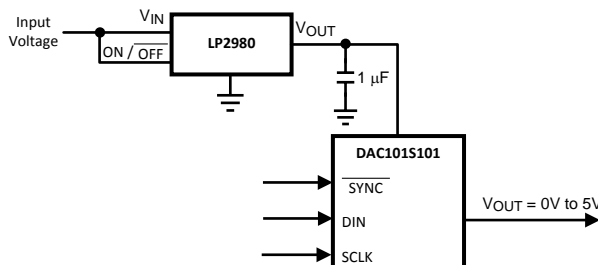 Input
Voltage
VIN
ON / OFF
LP2980
VOUT
1 μF
DAC101S101
SYNC
DIN
SCLK
VOUT = 0V to 5V